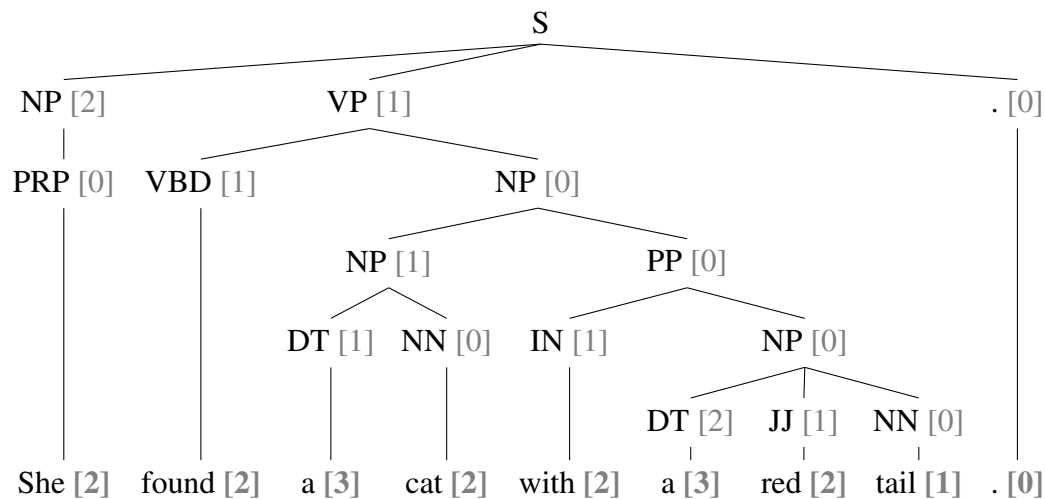 S
NP [2] VP [1] . [0]
PRP [0] VBD [1] NP [0]
NP [1] PP [0]
DT [1] NN [0] IN [1] NP [0]
DT [2] JJ [1] NN [0]
She [2] found [2] a [3] cat [2] with [2] a [3] red [2] tail [1] . [0]